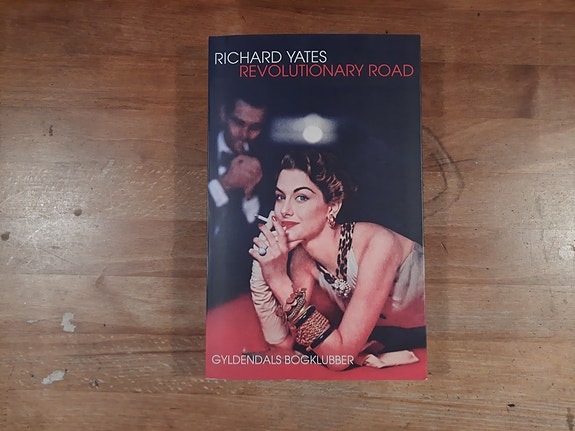 RICHARD YATES
REVOLUTIONARY ROAD
GYLDENDALS BOGKLUBBER